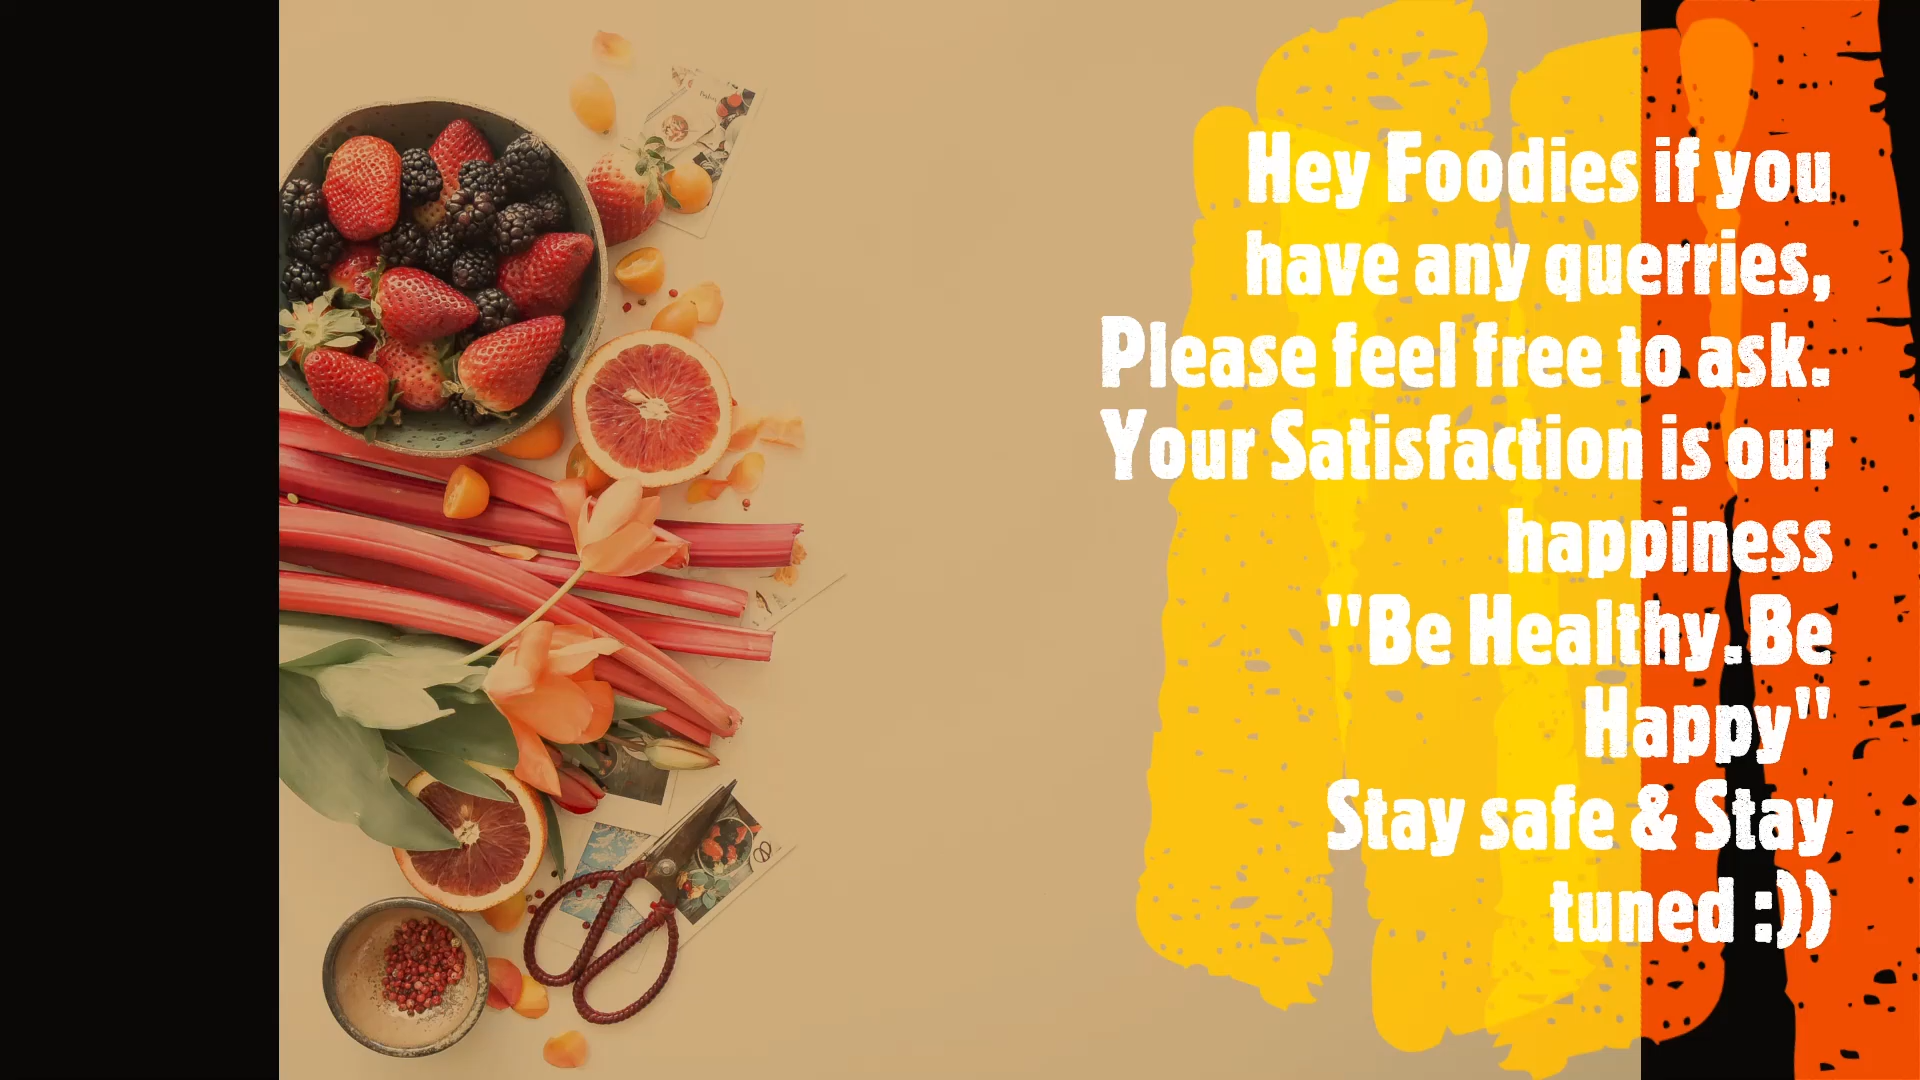 Hey Foodies if you
have any querries,
Please feel free to ask.
Your Satisfaction is our
happiness
"Be Healthy.Be
Happy"
Stay safe & Stay
tuned :))